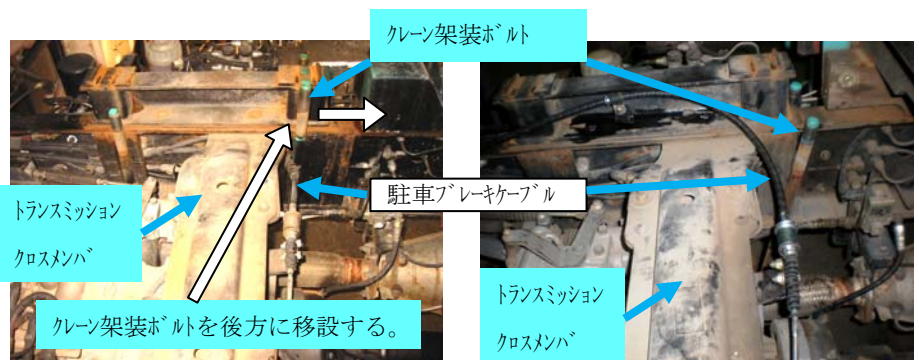 ｸﾚｰﾝ架装ﾎﾞﾙﾄ
駐車ﾌﾞﾚｰｷｹｰﾌﾞﾙ
ﾄﾗﾝｽﾐｯｼｮﾝ
ｸﾛｽﾒﾝﾊﾞ
ｸﾚｰﾝ架装ﾎﾞﾙﾄを後方に移設する。
ﾄﾗﾝｽﾐｯｼｮﾝ
ｸﾛｽﾒﾝﾊﾞ